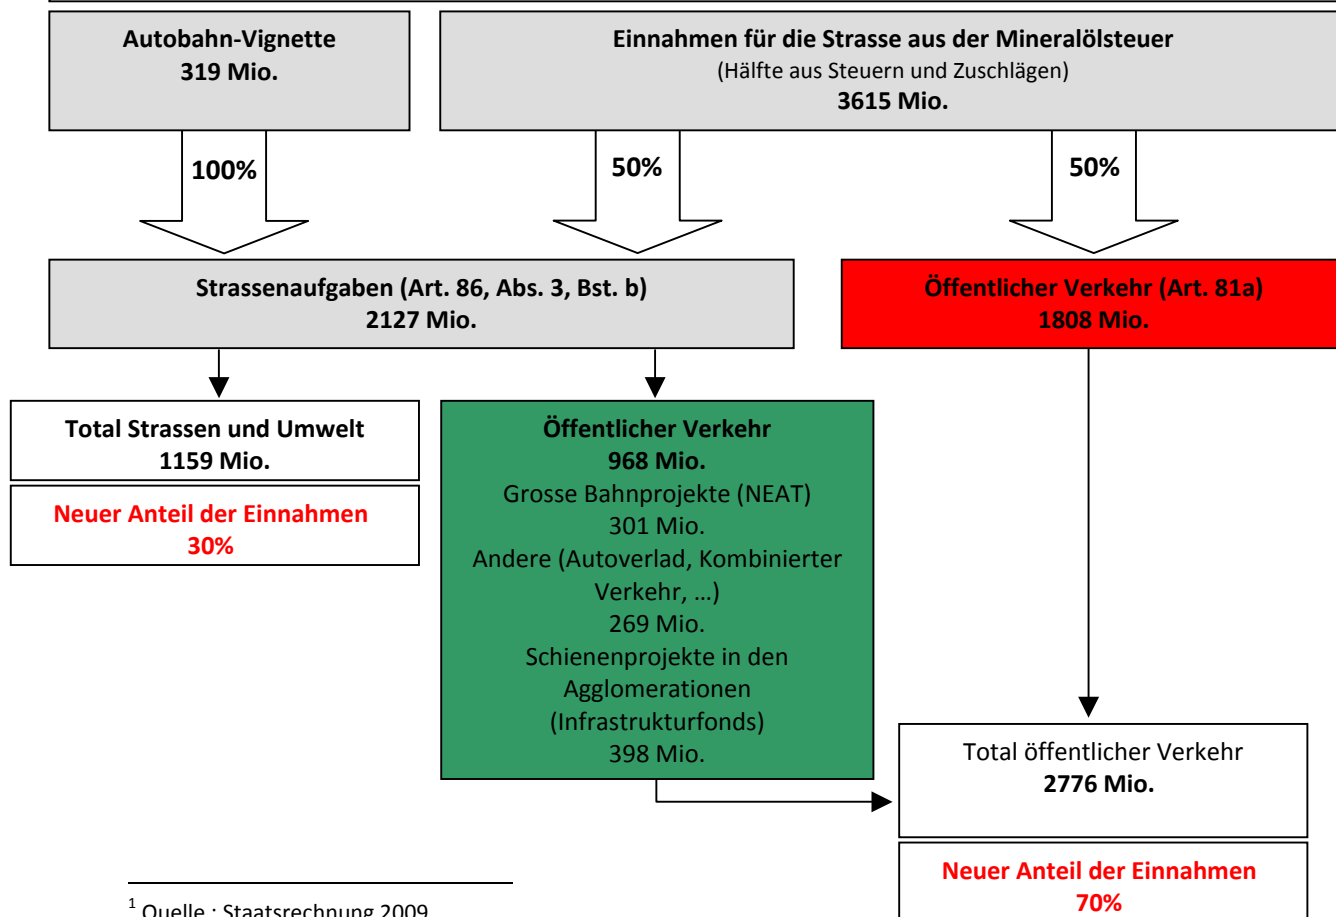 Autobahn-Vignette
319 Mio.
Einnahmen für die Strasse aus der Mineralölsteuer
(Hälfte aus Steuern und Zuschlägen)
3615 Mio.
100%
50%
50%
Strassenaufgaben (Art. 86, Abs. 3, Bst. b)
2127 Mio.
Öffentlicher Verkehr (Art. 81a)
1808 Mio.
Total Strassen und Umwelt
1159 Mio.
Neuer Anteil der Einnahmen
30%
Öffentlicher Verkehr
968 Mio.
Grosse Bahnprojekte (NEAT)
301 Mio.
Andere (Autoverlad, Kombinierter
Verkehr, ...)
269 Mio.
Schienenprojekte in den
Agglomerationen
(Infrastrukturfonds)
398 Mio.
Total öffentlicher Verkehr
2776 Mio.
Neuer Anteil der Einnahmen
70%
1 Quelle : Staatsrechnung 2009